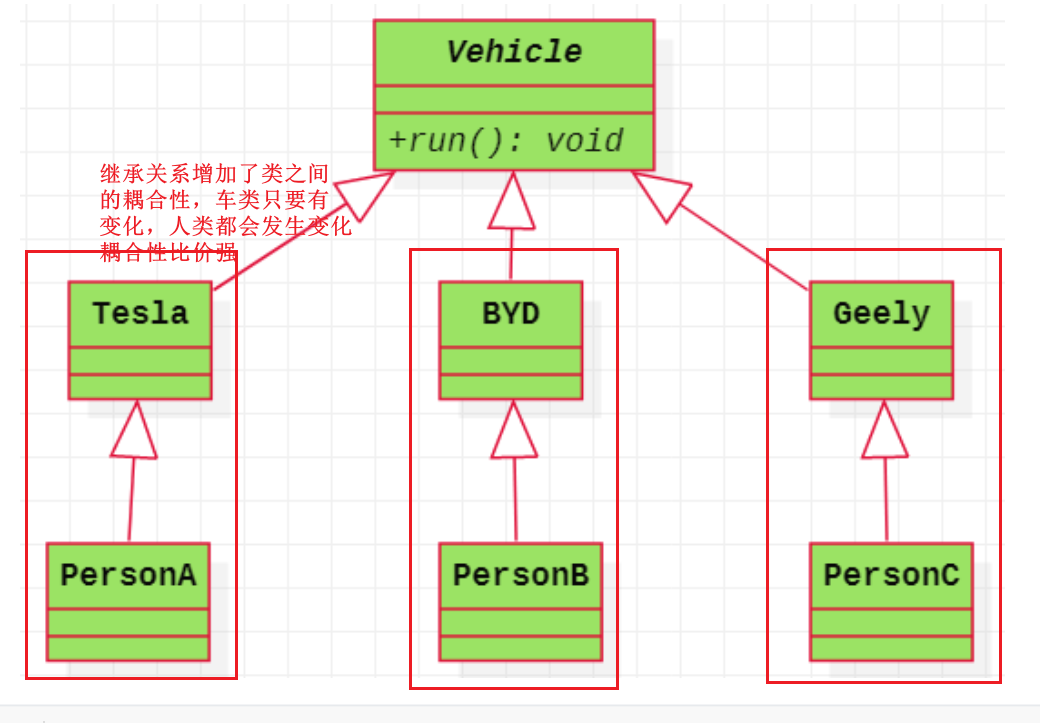 Vehicle
+run(): void
继承关系增加了类之间
的耦合性，车类只要有
变化，人类都会发生变化
耦合性比价强
Tesla
BYD
Geely
PersonA
PersonB
PersonC